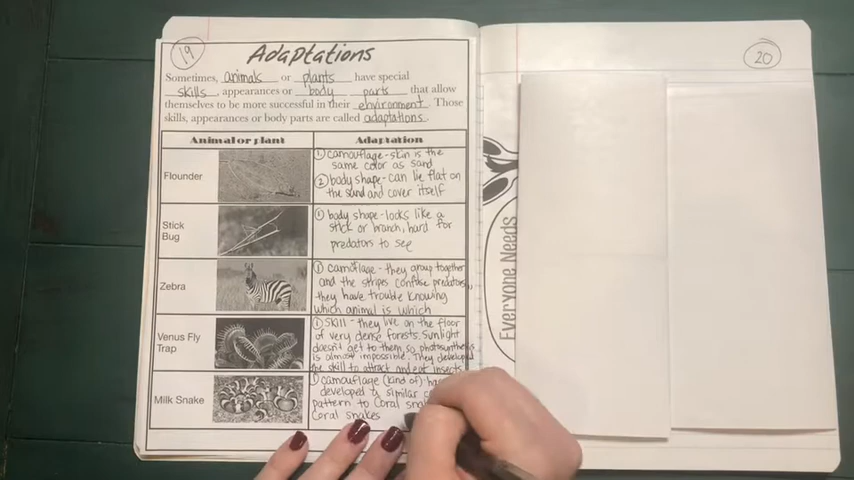 19
Adaptations
Sometimes, animals or plants have special
skills, appearances or body parts that allow
themselves to be more successful in their environment. Those
skills, appearances or body parts are called adaptations.
Animal or plant
Adaptation
Flounder
① camouflage - skin is the
same color as sand
② body shape - can lie flat on
the sand and cover itself
Stick
Bug
① body shape - looks like a
stick or branch, hard for
predators to see
Zebra
① camoflage - they group together
and the stripes confuse predators,
they have trouble knowing
which animal is which
Venus Fly
Trap
① Skill - they live on the floor
of very dense forests. Sunlight
doesn't get to them so photosynthesis
is almost impossible. They developed
the skill to attract and eat insects
Milk Snake
① camouflage (kind of) - ha
developed a similar
pattern to Coral sna
Coral snakes
20
Everyone Needs